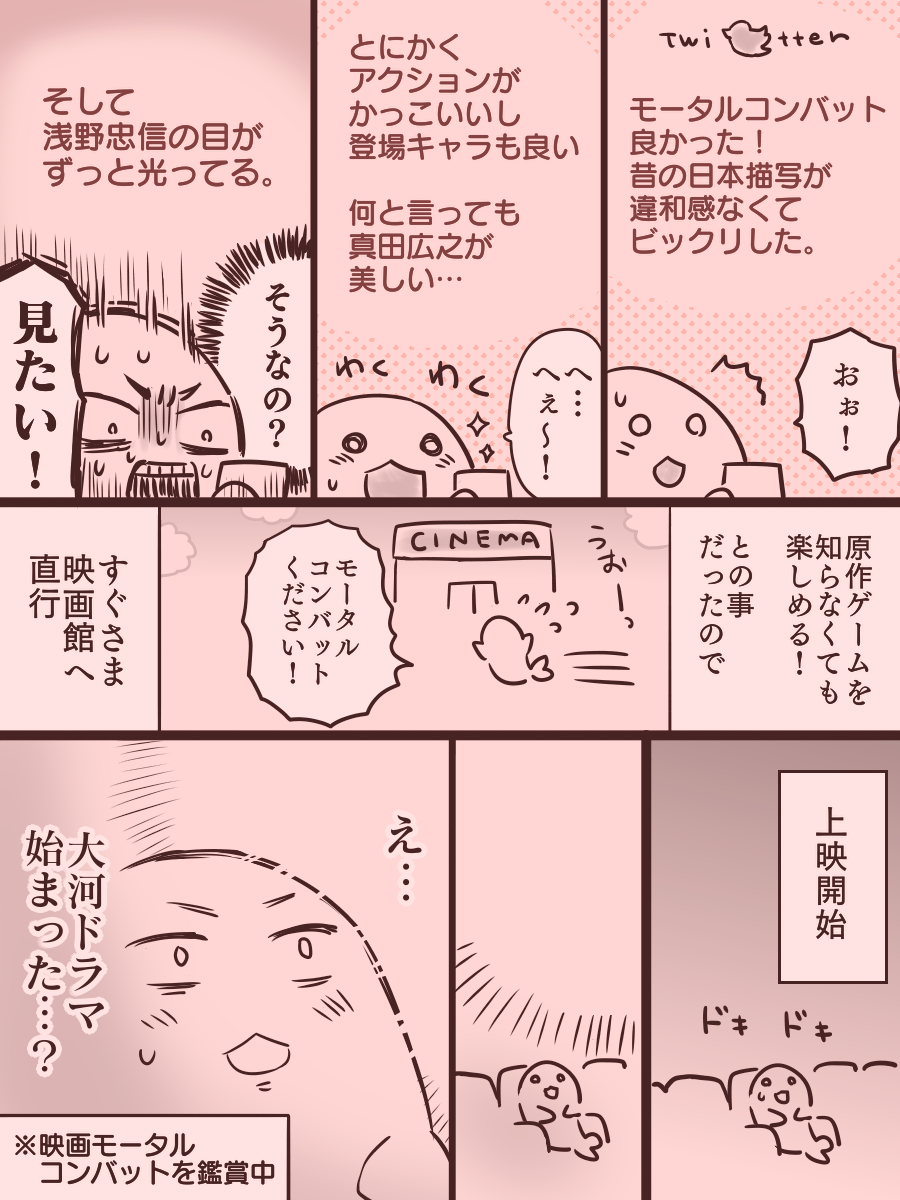 Twitter
モータルコンバット
良かった！
昔の日本描写が
違和感なくて
ビックリした。
おぉ！
とにかく
アクションが
かっこいいし
登場キャラも良い
何と言っても
真田広之が
美しい…
へ…
へぇ〜！
わく
わく
そして
浅野忠信の目が
ずっと光ってる。
そうなの？
見たい！
原作ゲームを
知らなくても
楽しめる！
との事
だったので
うおーっ
CINEMA
モータル
コンバット
ください！
すぐさま
映画館へ
直行
上映開始
ドキ
ドキ
え…
大河ドラマ
始まった…？
※映画モータル
コンバットを鑑賞中